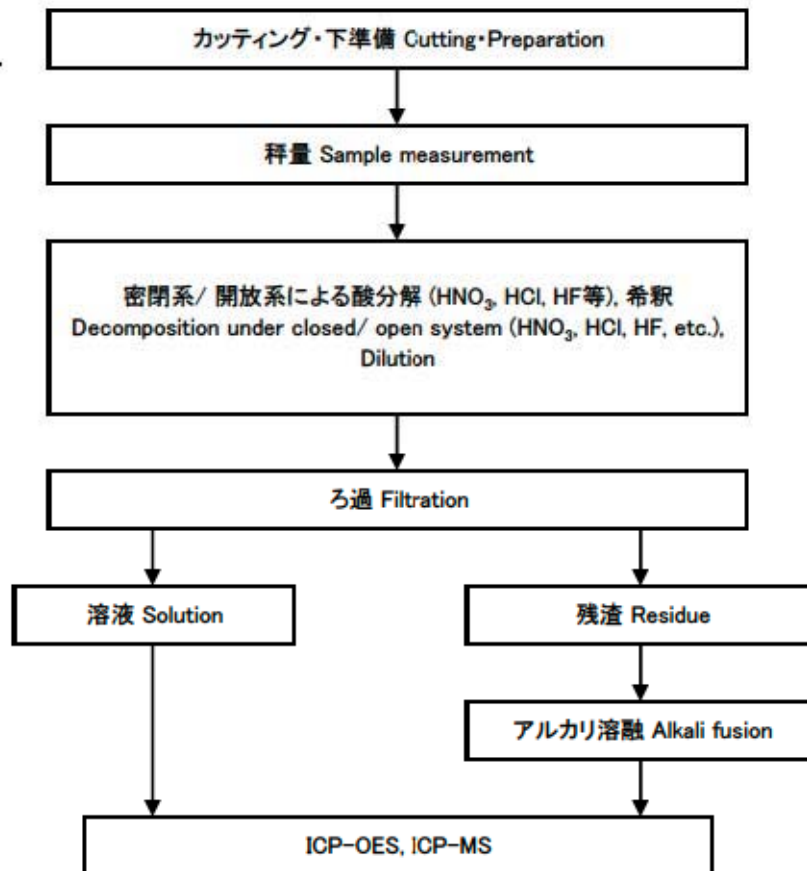 カッティング・下準備 Cutting・Preparation
秤量 Sample measurement
密閉系/ 開放系による酸分解 (HNO₃, HCl, HF等), 希釈
Decomposition under closed/ open system (HNO₃, HCl, HF, etc.),
Dilution
ろ過 Filtration
溶液 Solution
残渣 Residue
アルカリ溶融 Alkali fusion
ICP-OES, ICP-MS